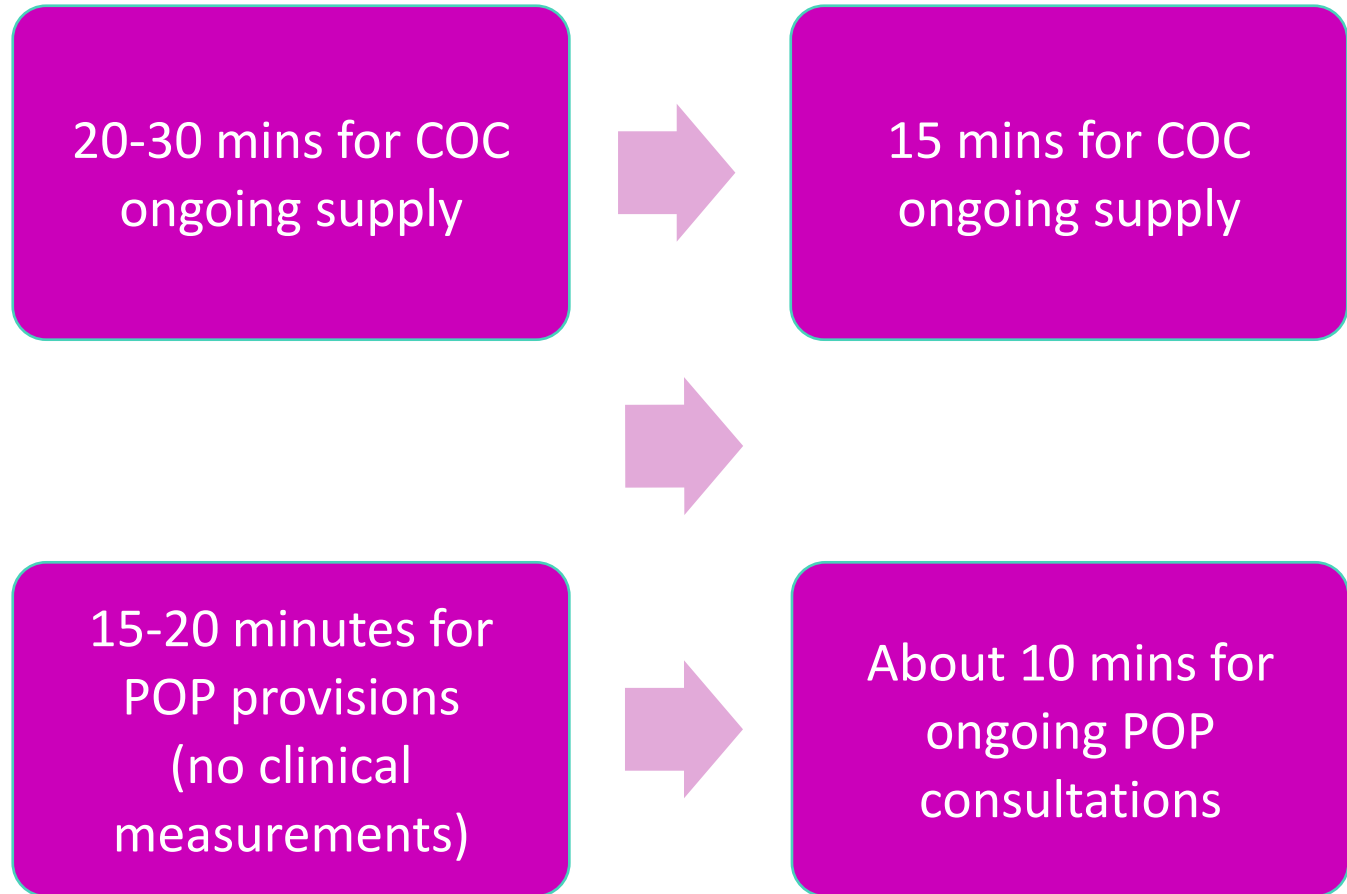 20-30 mins for COC
ongoing supply
15 mins for COC
ongoing supply
15-20 minutes for
POP provisions
(no clinical
measurements)
About 10 mins for
ongoing POP
consultations